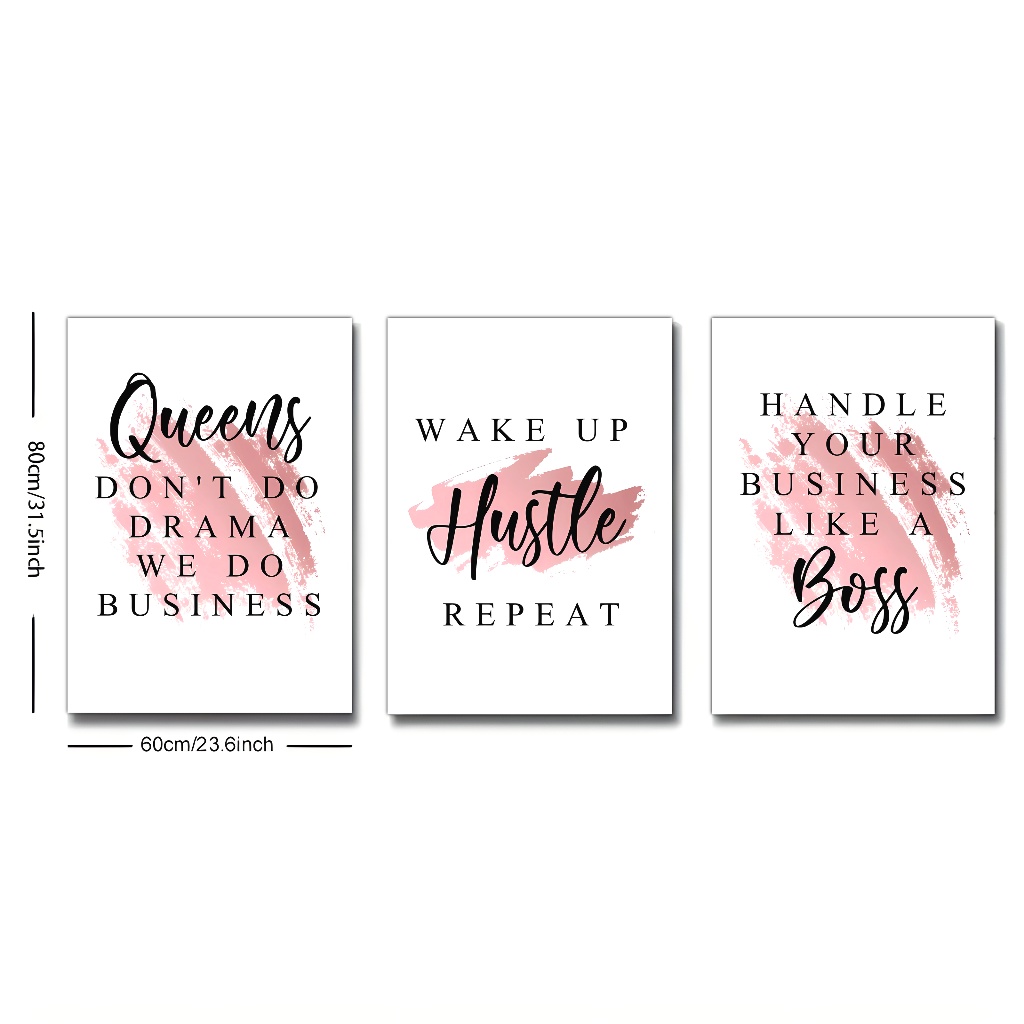 Queens
DON'T DO
DRAMA
WE DO
BUSINESS
WAKE UP
Hustle
REPEAT
HANDLE
YOUR
BUSINESS
LIKE A
Boss
80cm/31.5inch
60cm/23.6inch